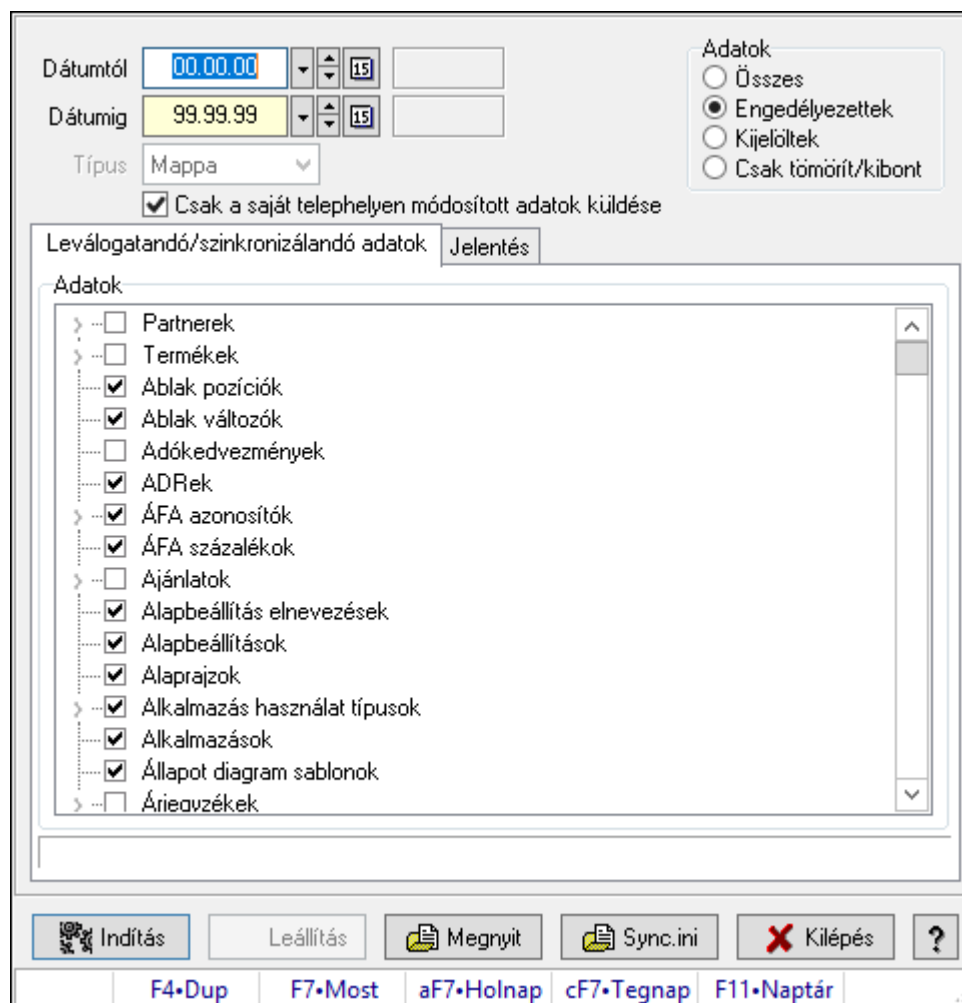 Dátumtól 00.00.00 15
Dátumig 99.99.99 15
Típus Mappa
Csak a saját telephelyen módosított adatok küldése
Adatok
Összes
Engedélyezettek
Kijelöltek
Csak tömörít/kibont
Leválogatandó/szinkronizálandó adatok Jelentés
Adatok
Partnerek
Termékek
Ablak pozíciók
Ablak változók
Adókedvezmények
ADRek
ÁFA azonosítók
ÁFA százalékok
Ajánlatok
Alapbeállítás elnevezések
Alapbeállítások
Alaprajzok
Alkalmazás használat típusok
Alkalmazások
Állapot diagram sablonok
Árjegyzékek
Indítás Leállítás Megnyit Sync.ini Kilépés ?
F4•Dup F7•Most aF7•Holnap cF7•Tegnap F11•Naptár